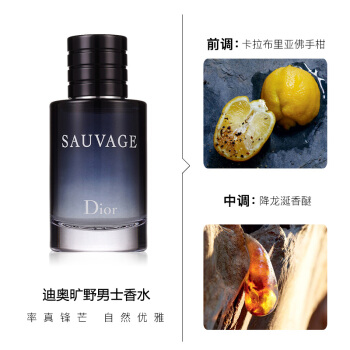 SAUVAGE
Dior
迪奥旷野男士香水
率真锋芒 自然优雅
前调：卡拉布里亚佛手柑
中调：降龙涎香醚